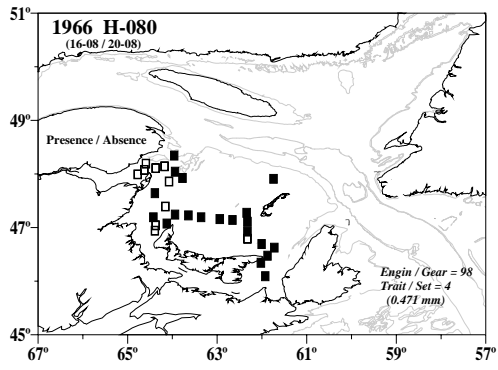 51°
1966 H-080
(16-08 / 20-08)
49°
Presence / Absence
47°
Engin / Gear = 98
Trait / Set = 4
(0.471 mm)
45°
67° 65° 63° 61° 59° 57°